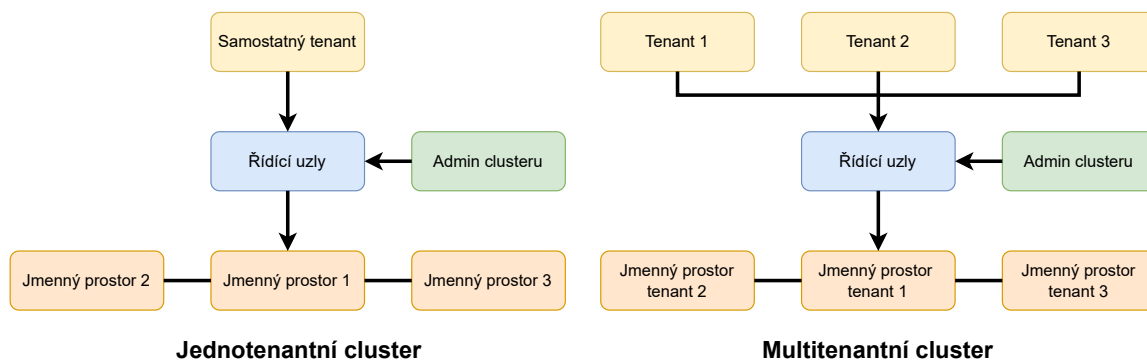 Samostatný tenant
Řídící uzly
Admin clusteru
Jmenný prostor 2
Jmenný prostor 1
Jmenný prostor 3
Jednotenantní cluster
Tenant 1
Tenant 2
Tenant 3
Řídící uzly
Admin clusteru
Jmenný prostor
tenant 2
Jmenný prostor
tenant 1
Jmenný prostor
tenant 3
Multitenantní cluster